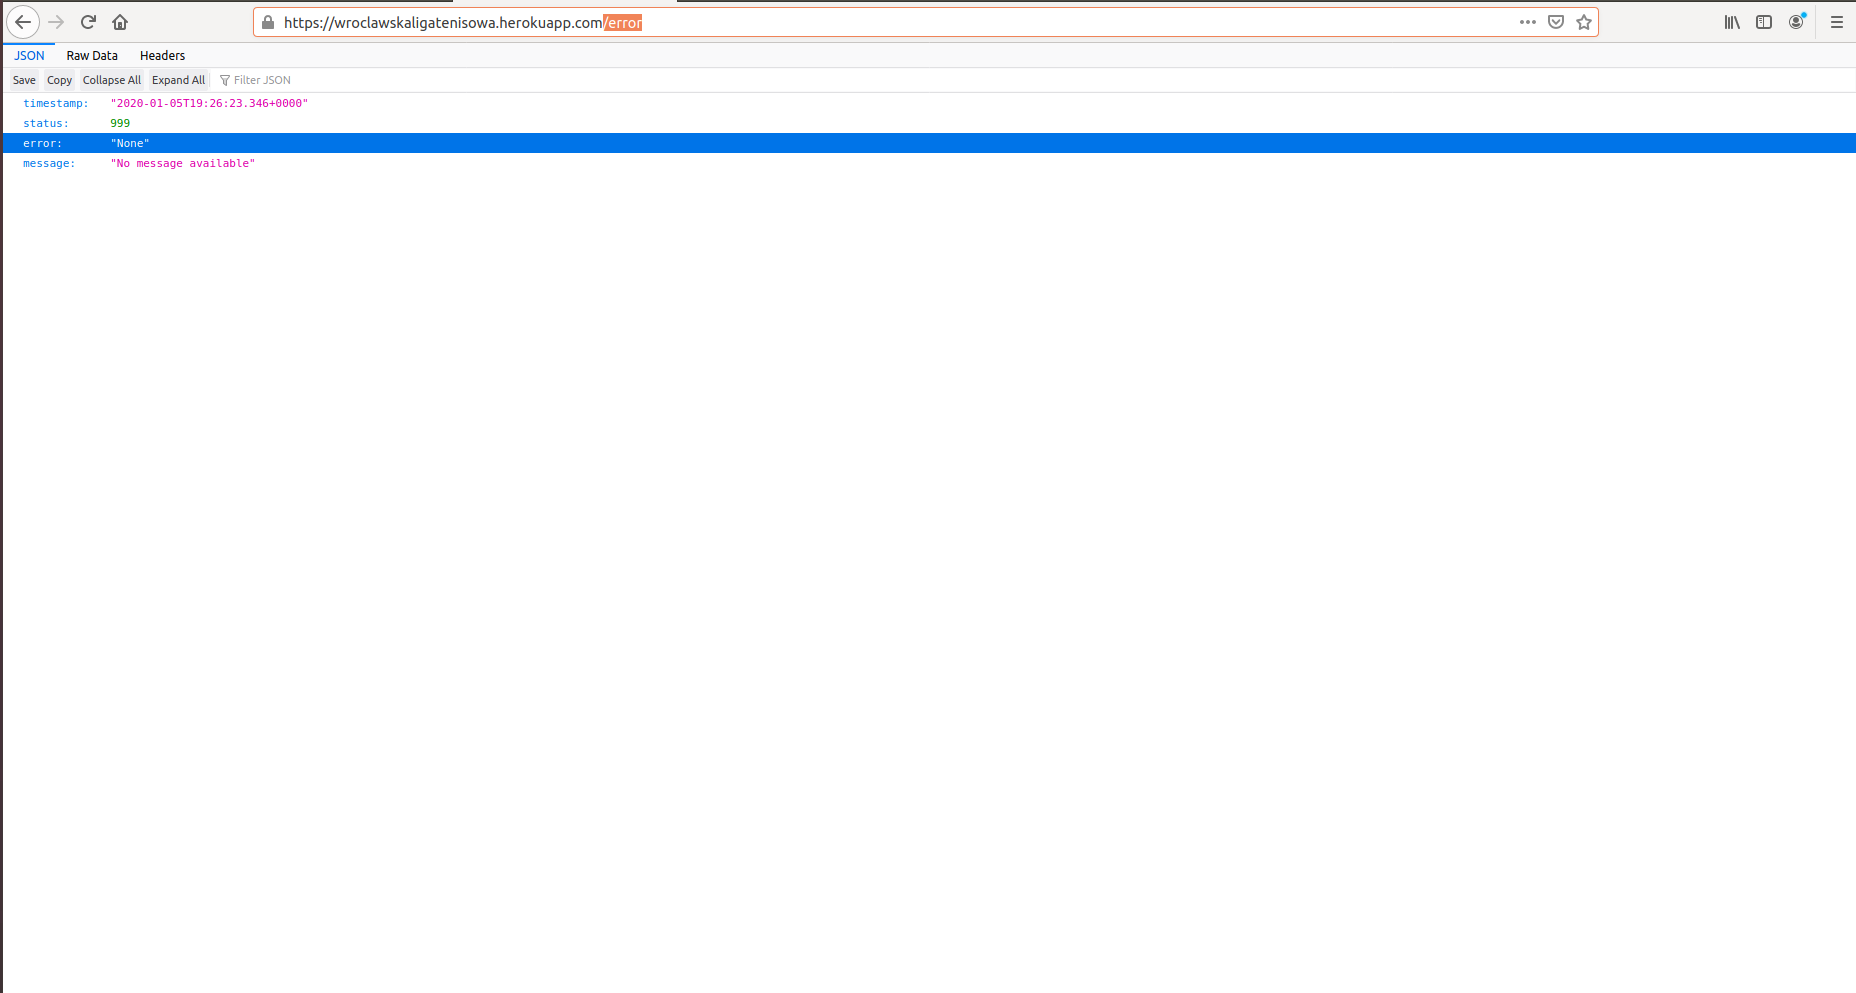 https://wroclawskaligatenisowa.herokuapp.com/error
JSON Raw Data Headers
Save Copy Collapse All Expand All Filter JSON
timestamp: "2020-01-05T19:26:23.346+0000"
status: 999
error: "None"
message: "No message available"